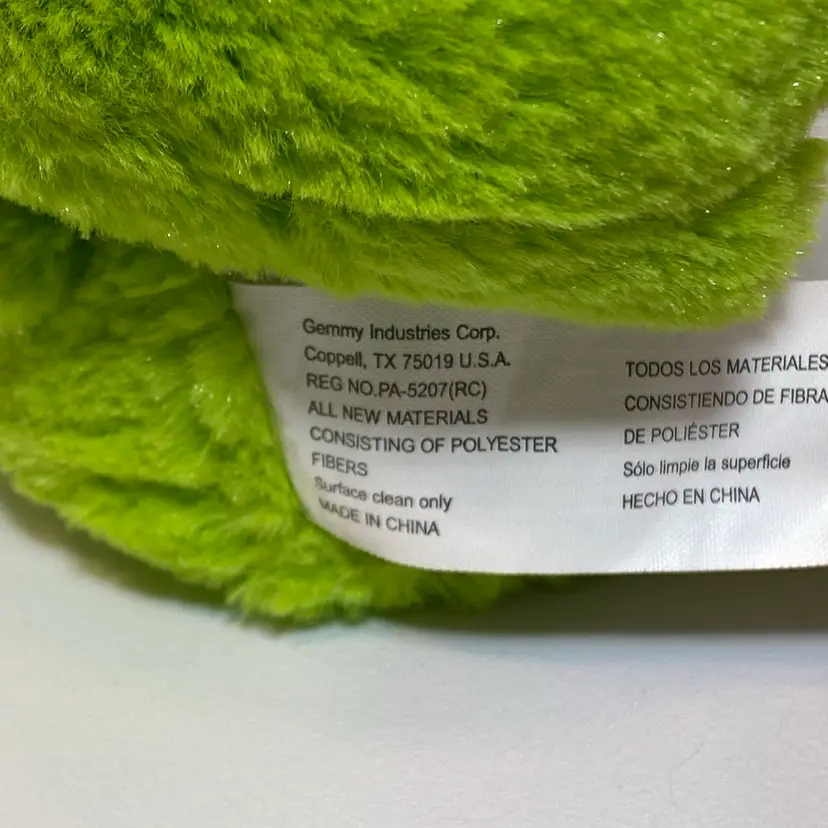 Gemmy Industries Corp.
Coppell, TX 75019 U.S.A.
REG NO.PA-5207(RC)
ALL NEW MATERIALS
CONSISTING OF POLYESTER
FIBERS
Surface clean only
MADE IN CHINA
TODOS LOS MATERIALES
CONSISTIENDO DE FIBRA
DE POLIÉSTER
Sólo limpie la superficie
HECHO EN CHINA